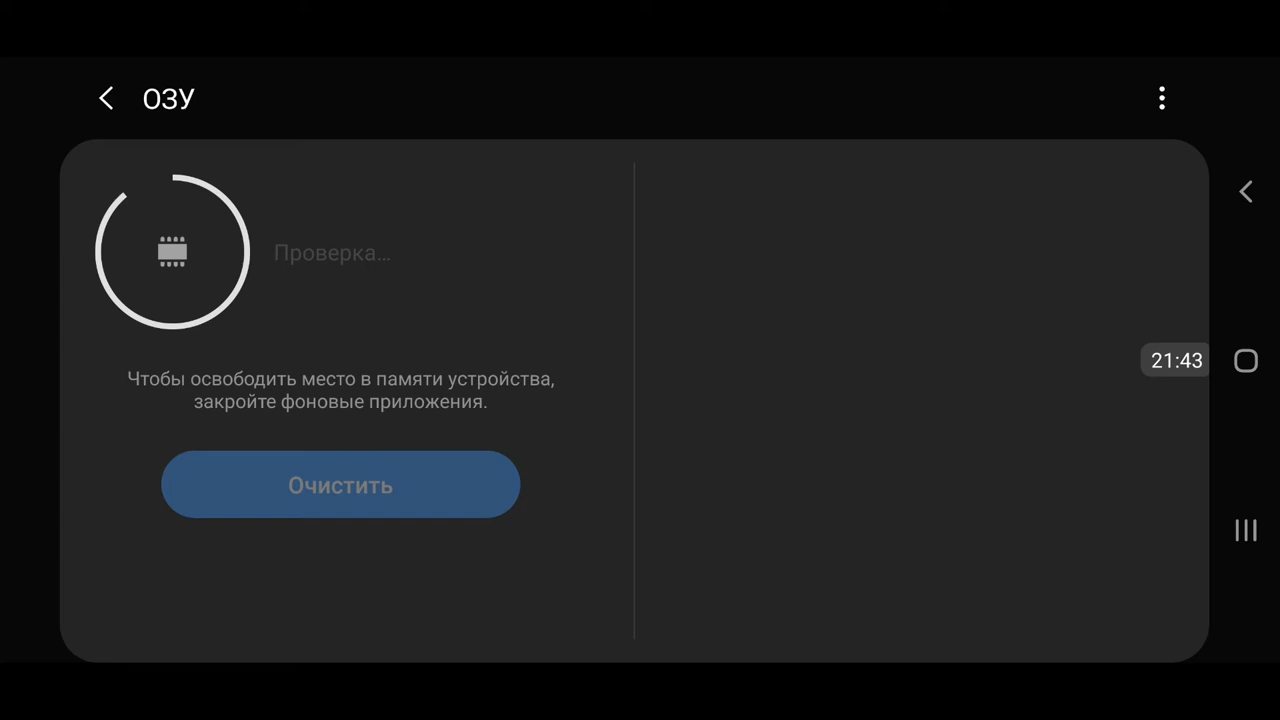 ОЗУ
Проверка...
Чтобы освободить место в памяти устройства,
закройте фоновые приложения.
21:43
Очистить